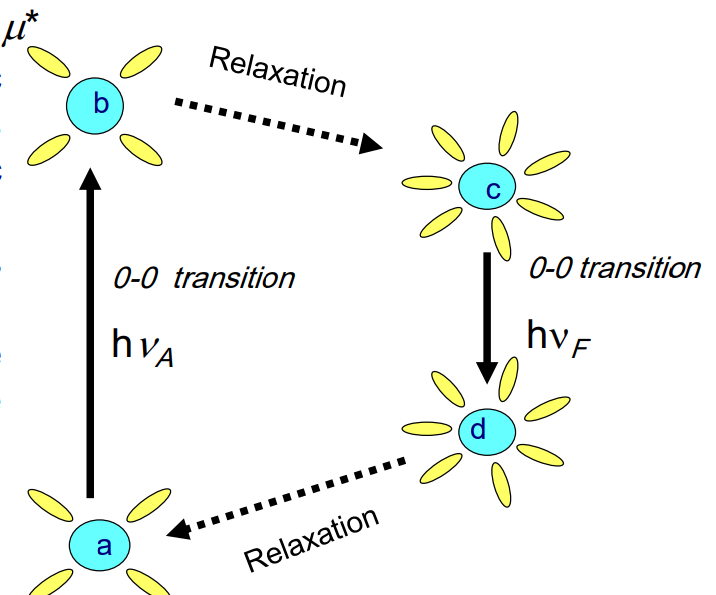 μ*
b
Relaxation
c
0-0 transition
hνA
0-0 transition
hνF
d
a
Relaxation